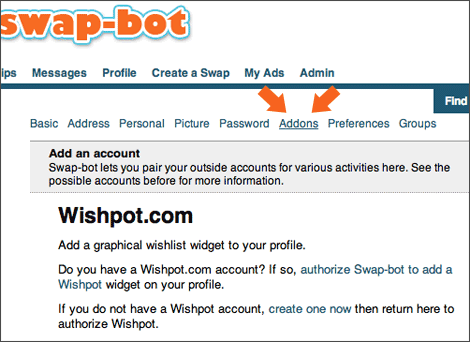 swap-bot
ips Messages Profile Create a Swap My Ads Admin
Find
Basic Address Personal Picture Password Addons Preferences Groups
Add an account
Swap-bot lets you pair your outside accounts for various activities here. See the
possible accounts before for more information.
Wishpot.com
Add a graphical wishlist widget to your profile.
Do you have a Wishpot.com account? If so, authorize Swap-bot to add a
Wishpot widget on your profile.
If you do not have a Wishpot account, create one now then return here to
authorize Wishpot.